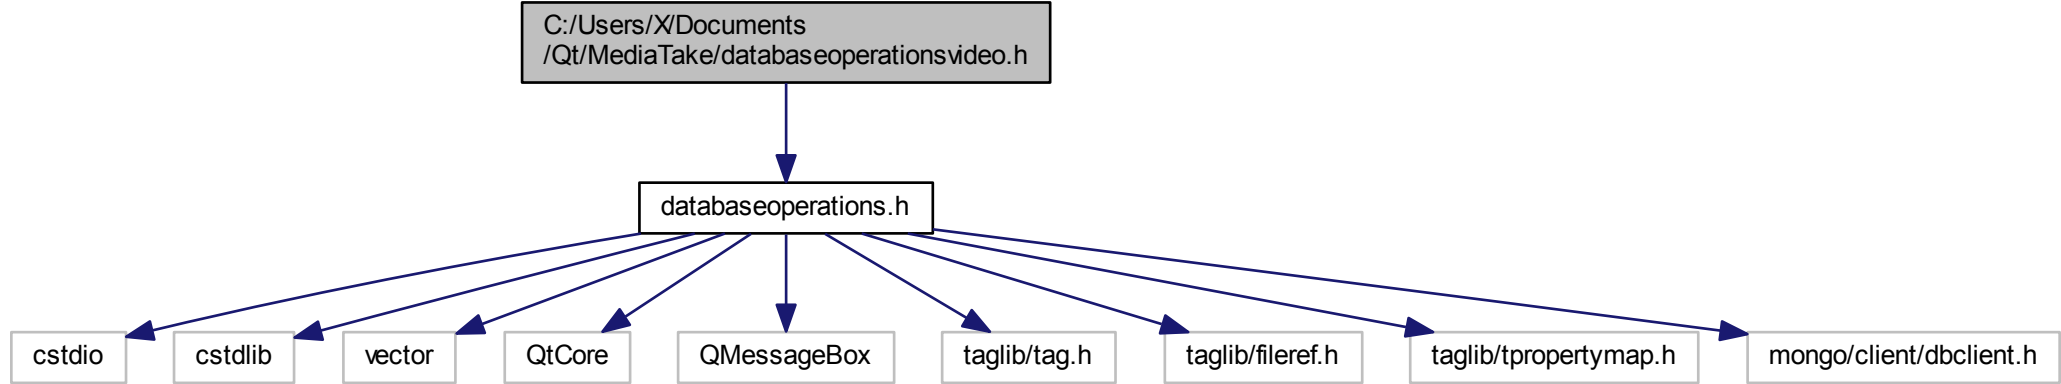 C:/Users/X/Documents
/Qt/MediaTake/databaseoperationsvideo.h
databaseoperations.h
cstdio
cstdlib
vector
QtCore
QMessageBox
taglib/tag.h
taglib/fileref.h
taglib/tpropertymap.h
mongo/client/dbclient.h